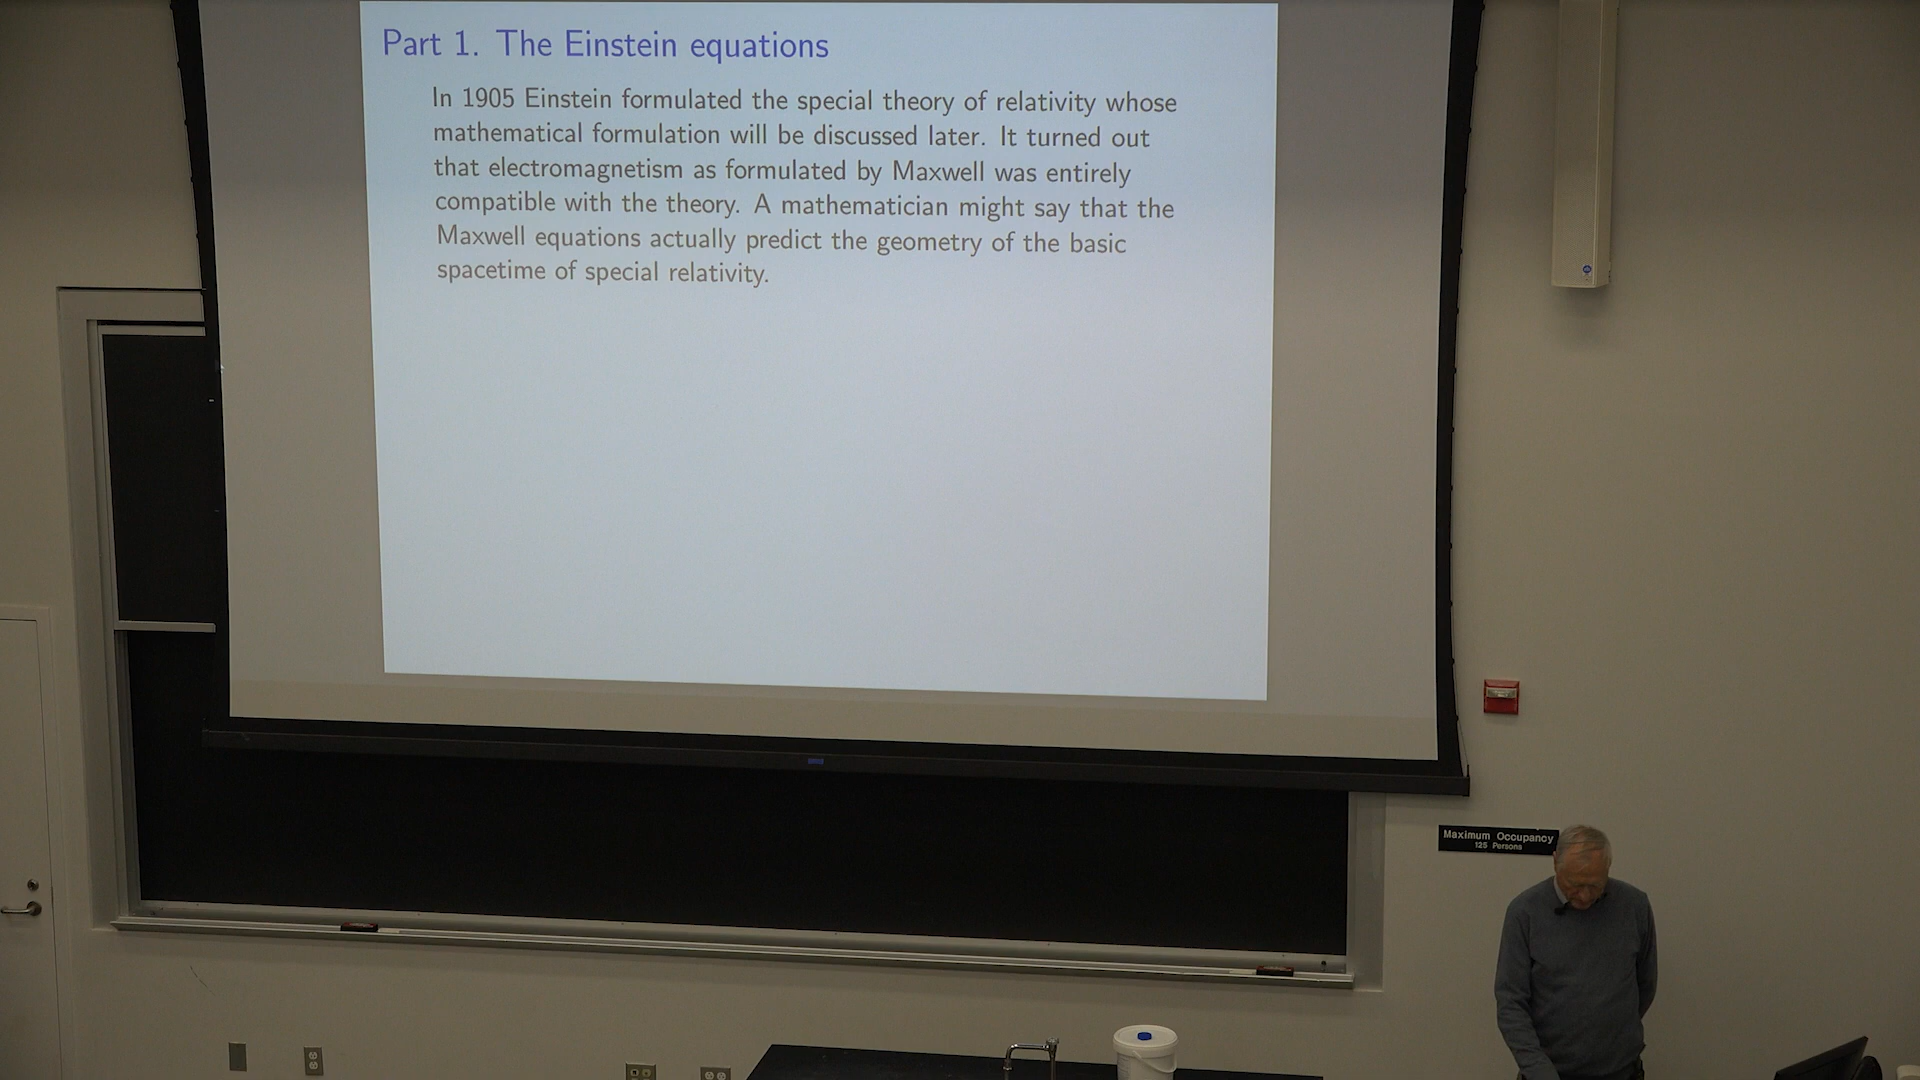 Part 1. The Einstein equations
In 1905 Einstein formulated the special theory of relativity whose
mathematical formulation will be discussed later. It turned out
that electromagnetism as formulated by Maxwell was entirely
compatible with the theory. A mathematician might say that the
Maxwell equations actually predict the geometry of the basic
spacetime of special relativity.
Maximum Occupancy
125 Persons